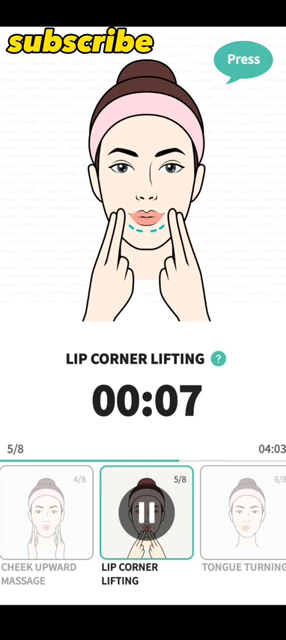 subscribe
Press
LIP CORNER LIFTING ?
00:07
5/8 04:03
4/8 5/8 6/8
CHEEK UPWARD MASSAGE
LIP CORNER LIFTING
TONGUE TURNING